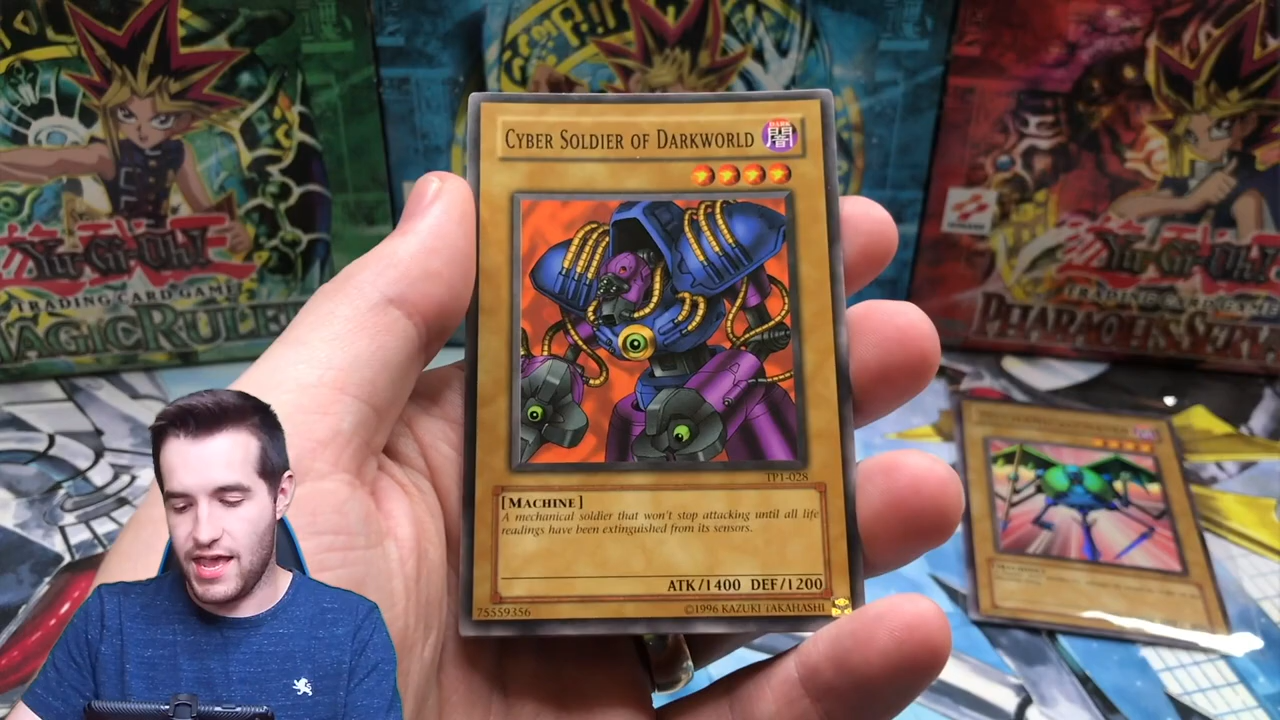 Yu-Gi-Oh!
TRADING CARD GAME
MAGIC RULER
KONAMI
Yu-Gi-Oh!
CYBER SOLDIER OF DARKWORLD
DARK
闇
TP1-028
[MACHINE]
A mechanical soldier that won't stop attacking until all life
readings have been extinguished from its sensors.
ATK/1400 DEF/1200
75559356
©1996 KAZUKI TAKAHASHI